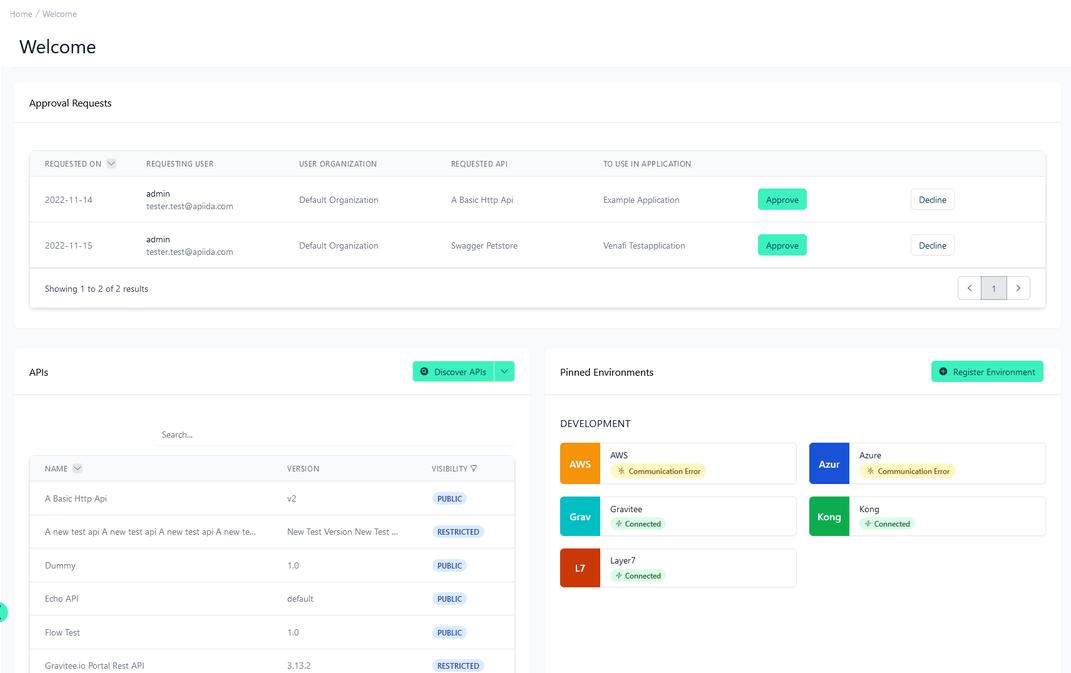 Home / Welcome
Welcome
Approval Requests
REQUESTED ON REQUESTING USER USER ORGANIZATION REQUESTED API TO USE IN APPLICATION
2022-11-14 admin Default Organization A Basic Http Api Example Application Approve Decline
tester.test@apiida.com
2022-11-15 admin Default Organization Swagger Petstore Venafi Testapplication Approve Decline
tester.test@apiida.com
Showing 1 to 2 of 2 results 1
APIs Discover APIs
Search...
NAME VERSION VISIBILITY
A Basic Http Api v2 PUBLIC
A new test api A new test api A new test api A new te... New Test Version New Test ... RESTRICTED
Dummy 1.0 PUBLIC
Echo API default PUBLIC
Flow Test 1.0 PUBLIC
Gravitee.io Portal Rest API 3.13.2 RESTRICTED
Pinned Environments Register Environment
DEVELOPMENT
AWS AWS
Communication Error
Azur Azure
Communication Error
Grav Gravitee
Connected
Kong Kong
Connected
L7 Layer7
Connected